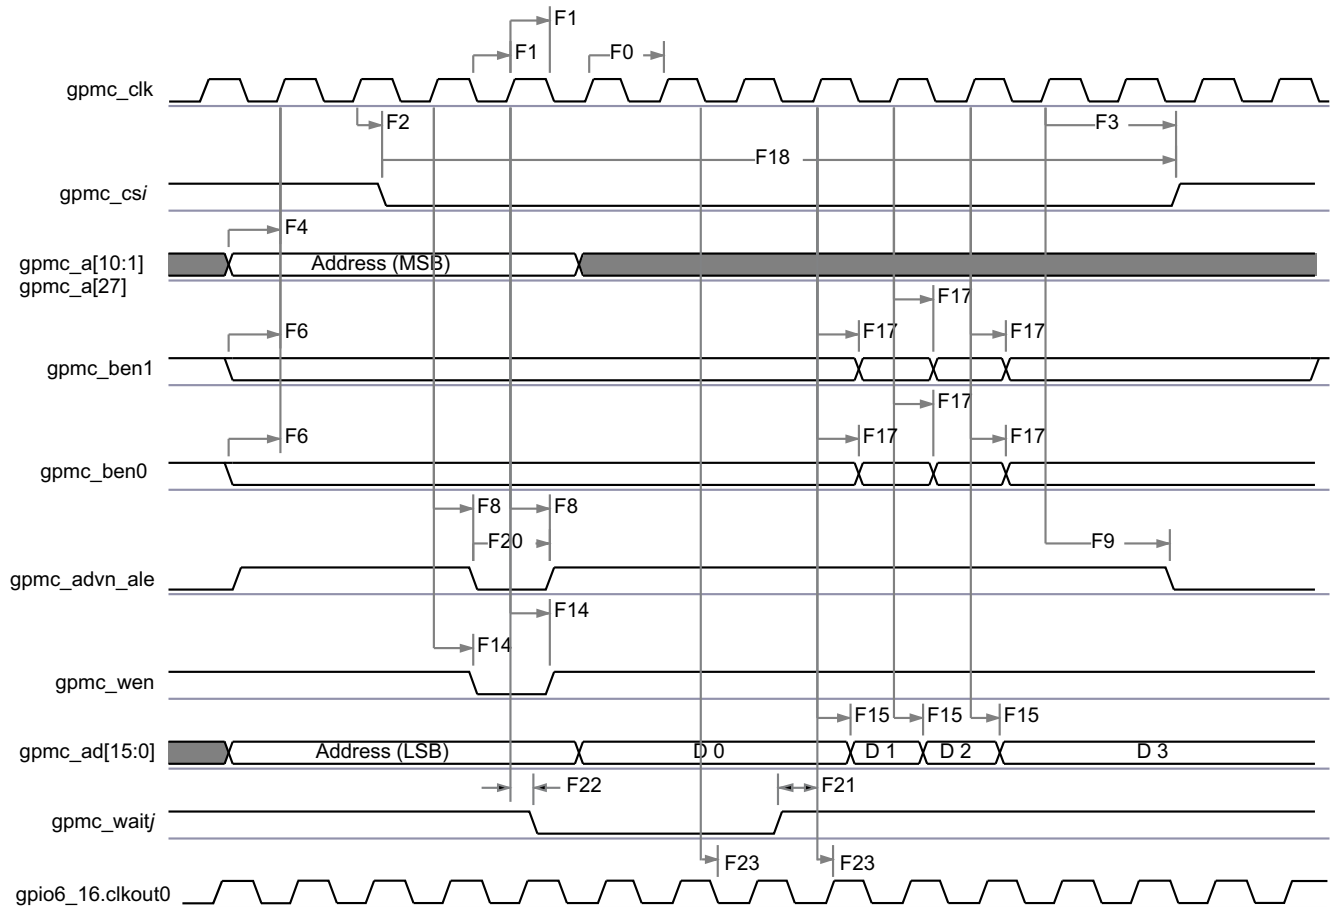 F1
F1
F0
gpmc_clk
F2
F3
F18
gpmc_csi
F4
gpmc_a[10:1]
Address (MSB)
gpmc_a[27]
F17
F6
F17
F17
gpmc_ben1
F17
F6
F17
F17
gpmc_ben0
F8
F8
F20
F9
gpmc_advn_ale
F14
F14
gpmc_wen
F15
F15
F15
gpmc_ad[15:0]
Address (LSB)
D 0
D 1
D 2
D 3
F22
F21
gpmc_waitj
F23
F23
gpio6_16.clkout0